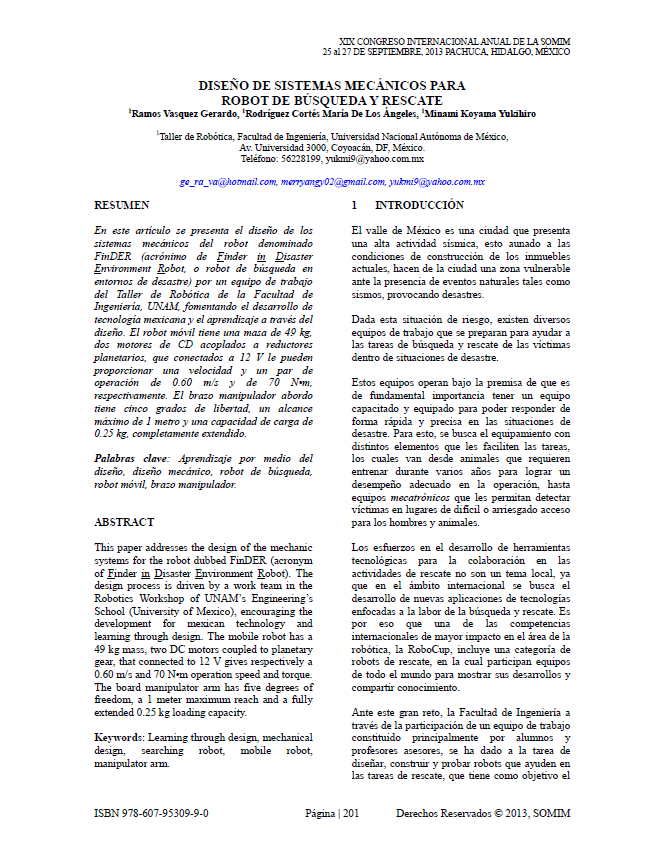 XIX CONGRESO INTERNACIONAL ANUAL DE LA SOMIM
25 al 27 DE SEPTIEMBRE, 2013 PACHUCA, HIDALGO, MÉXICO
DISEÑO DE SISTEMAS MECÁNICOS PARA
ROBOT DE BÚSQUEDA Y RESCATE
1Ramos Vasquez Gerardo, 1Rodríguez Cortés María De Los Ángeles, 1Minami Koyama Yukihiro
1Taller de Robótica, Facultad de Ingeniería, Universidad Nacional Autónoma de México,
Av. Universidad 3000, Coyoacán, DF, México.
Teléfono: 56228199, yukmi9@yahoo.com.mx
ge_ra_va@hotmail.com, merryangy02@gmail.com, yukmi9@yahoo.com.mx
RESUMEN
En este artículo se presenta el diseño de los
sistemas mecánicos del robot denominado
FinDER (acrónimo de Finder in Disaster
Environment Robot, o robot de búsqueda en
entornos de desastre) por un equipo de trabajo
del Taller de Robótica de la Facultad de
Ingeniería, UNAM, fomentando el desarrollo de
tecnología mexicana y el aprendizaje a través del
diseño. El robot móvil tiene una masa de 49 kg,
dos motores de CD acoplados a reductores
planetarios, que conectados a 12 V le pueden
proporcionar una velocidad y un par de
operación de 0.60 m/s y de 70 N•m,
respectivamente. El brazo manipulador abordo
tiene cinco grados de libertad, un alcance
máximo de 1 metro y una capacidad de carga de
0.25 kg, completamente extendido.
Palabras clave: Aprendizaje por medio del
diseño, diseño mecánico, robot de búsqueda,
robot móvil, brazo manipulador.
ABSTRACT
This paper addresses the design of the mechanic
systems for the robot dubbed FinDER (acronym
of Finder in Disaster Environment Robot). The
design process is driven by a work team in the
Robotics Workshop of UNAM’s Engineering’s
School (University of Mexico), encouraging the
development for mexican technology and
learning through design. The mobile robot has a
49 kg mass, two DC motors coupled to planetary
gear, that connected to 12 V gives respectively a
0.60 m/s and 70 N•m operation speed and torque.
The board manipulator arm has five degrees of
freedom, a 1 meter maximum reach and a fully
extended 0.25 kg loading capacity.
Keywords: Learning through design, mechanical
design, searching robot, mobile robot,
manipulator arm.
1 INTRODUCCIÓN
El valle de México es una ciudad que presenta
una alta actividad sísmica, esto aunado a las
condiciones de construcción de los inmuebles
actuales, hacen de la ciudad una zona vulnerable
ante la presencia de eventos naturales tales como
sismos, provocando desastres.
Dada esta situación de riesgo, existen diversos
equipos de trabajo que se preparan para ayudar a
las tareas de búsqueda y rescate de las víctimas
dentro de situaciones de desastre.
Estos equipos operan bajo la premisa de que es
de fundamental importancia tener un equipo
capacitado y equipado para poder responder de
forma rápida y precisa en las situaciones de
desastre. Para esto, se busca el equipamiento con
distintos elementos que les faciliten las tareas,
los cuales van desde animales que requieren
entrenar durante varios años para lograr un
desempeño adecuado en la operación, hasta
equipos mecatrónicos que les permitan detectar
víctimas en lugares de difícil o arriesgado acceso
para los hombres y animales.
Los esfuerzos en el desarrollo de herramientas
tecnológicas para la colaboración en las
actividades de rescate no son un tema local, ya
que en el ámbito internacional se busca el
desarrollo de nuevas aplicaciones de tecnologías
enfocadas a la labor de la búsqueda y rescate. Es
por eso que una de las competencias
internacionales de mayor impacto en el área de la
robótica, la RoboCup, incluye una categoría de
robots de rescate, en la cual participan equipos
de todo el mundo para mostrar sus desarrollos y
compartir conocimiento.
Ante este gran reto, la Facultad de Ingeniería a
través de la participación de un equipo de trabajo
constituido principalmente por alumnos y
profesores asesores, se ha dado a la tarea de
diseñar, construir y probar robots que ayuden en
las tareas de rescate, que tiene como objetivo el
ISBN 978-607-95309-9-0 Página | 201 Derechos Reservados © 2013, SOMIM